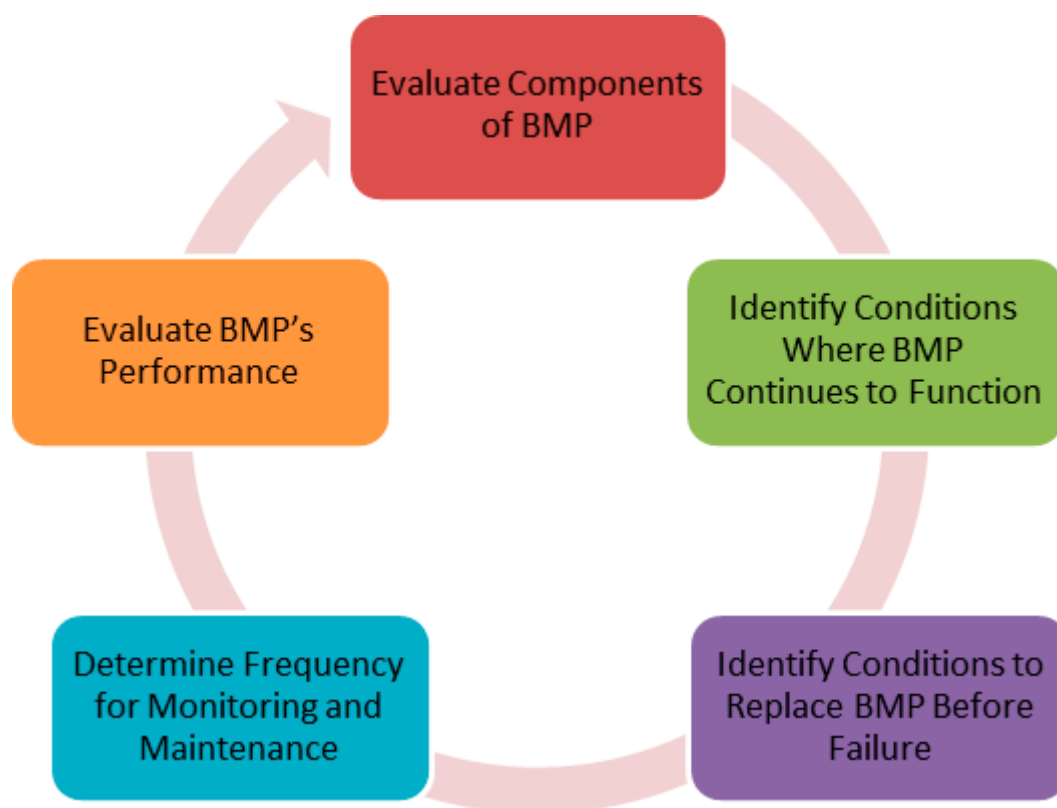 Evaluate Components
of BMP
Identify Conditions
Where BMP
Continues to Function
Identify Conditions to
Replace BMP Before
Failure
Determine Frequency
for Monitoring and
Maintenance
Evaluate BMP’s
Performance